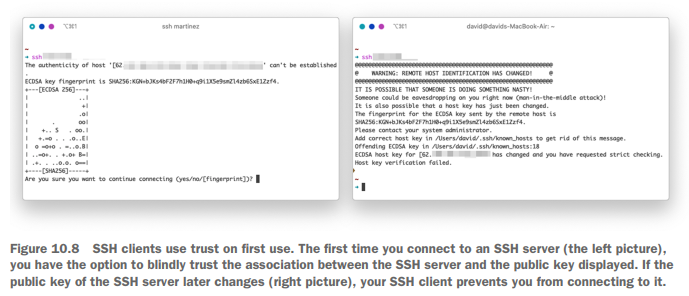 ⌥⌘1
ssh martinez
~
→ ssh
The authenticity of host '[62. ' can't be established
.
ECDSA key fingerprint is SHA256:KGN+bJKs4bF2F7h1H0+q9i1X5e9smZl4zb6SxE1Zzf4.
+---[ECDSA 256]---+
| ..|
| +|
| .o|
| . oo|
| +.. S . oo.|
| +.=o . . .o..E|
| o =o+o . =..o.B|
| ..=o+. . +.o+ B=|
| .+. . ..o.o. o==|
+----[SHA256]-----+
Are you sure you want to continue connecting (yes/no/[fingerprint])?
⌥⌘1
david@davids-MacBook-Air: ~
~
→ ssh
@@@@@@@@@@@@@@@@@@@@@@@@@@@@@@@@@@@@@@@@@@@@@@@@@@@@@@@@@@@
@ WARNING: REMOTE HOST IDENTIFICATION HAS CHANGED! @
@@@@@@@@@@@@@@@@@@@@@@@@@@@@@@@@@@@@@@@@@@@@@@@@@@@@@@@@@@@
IT IS POSSIBLE THAT SOMEONE IS DOING SOMETHING NASTY!
Someone could be eavesdropping on you right now (man-in-the-middle attack)!
It is also possible that a host key has just been changed.
The fingerprint for the ECDSA key sent by the remote host is
SHA256:KGN+bJKs4bF2F7h1H0+q9i1X5e9smZl4zb6SxE1Zzf4.
Please contact your system administrator.
Add correct host key in /Users/david/.ssh/known_hosts to get rid of this message.
Offending ECDSA key in /Users/david/.ssh/known_hosts:18
ECDSA host key for [62. has changed and you have requested strict checking.
Host key verification failed.
~
→
Figure 10.8 SSH clients use trust on first use. The first time you connect to an SSH server (the left picture),
you have the option to blindly trust the association between the SSH server and the public key displayed. If the
public key of the SSH server later changes (right picture), your SSH client prevents you from connecting to it.